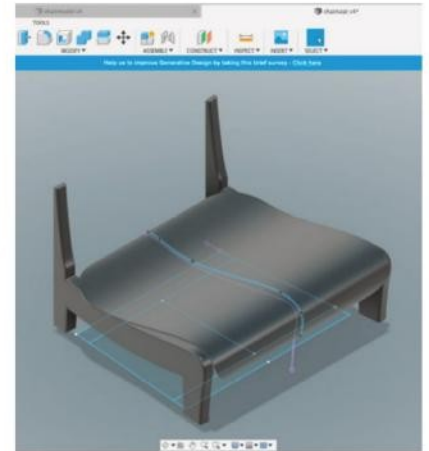 TOOLS
MODIFY ▾ ASSEMBLE ▾ CONSTRUCT ▾ INSPECT ▾ INSERT ▾ SELECT ▾
Help us to improve Generative Design by taking this brief survey - Click here